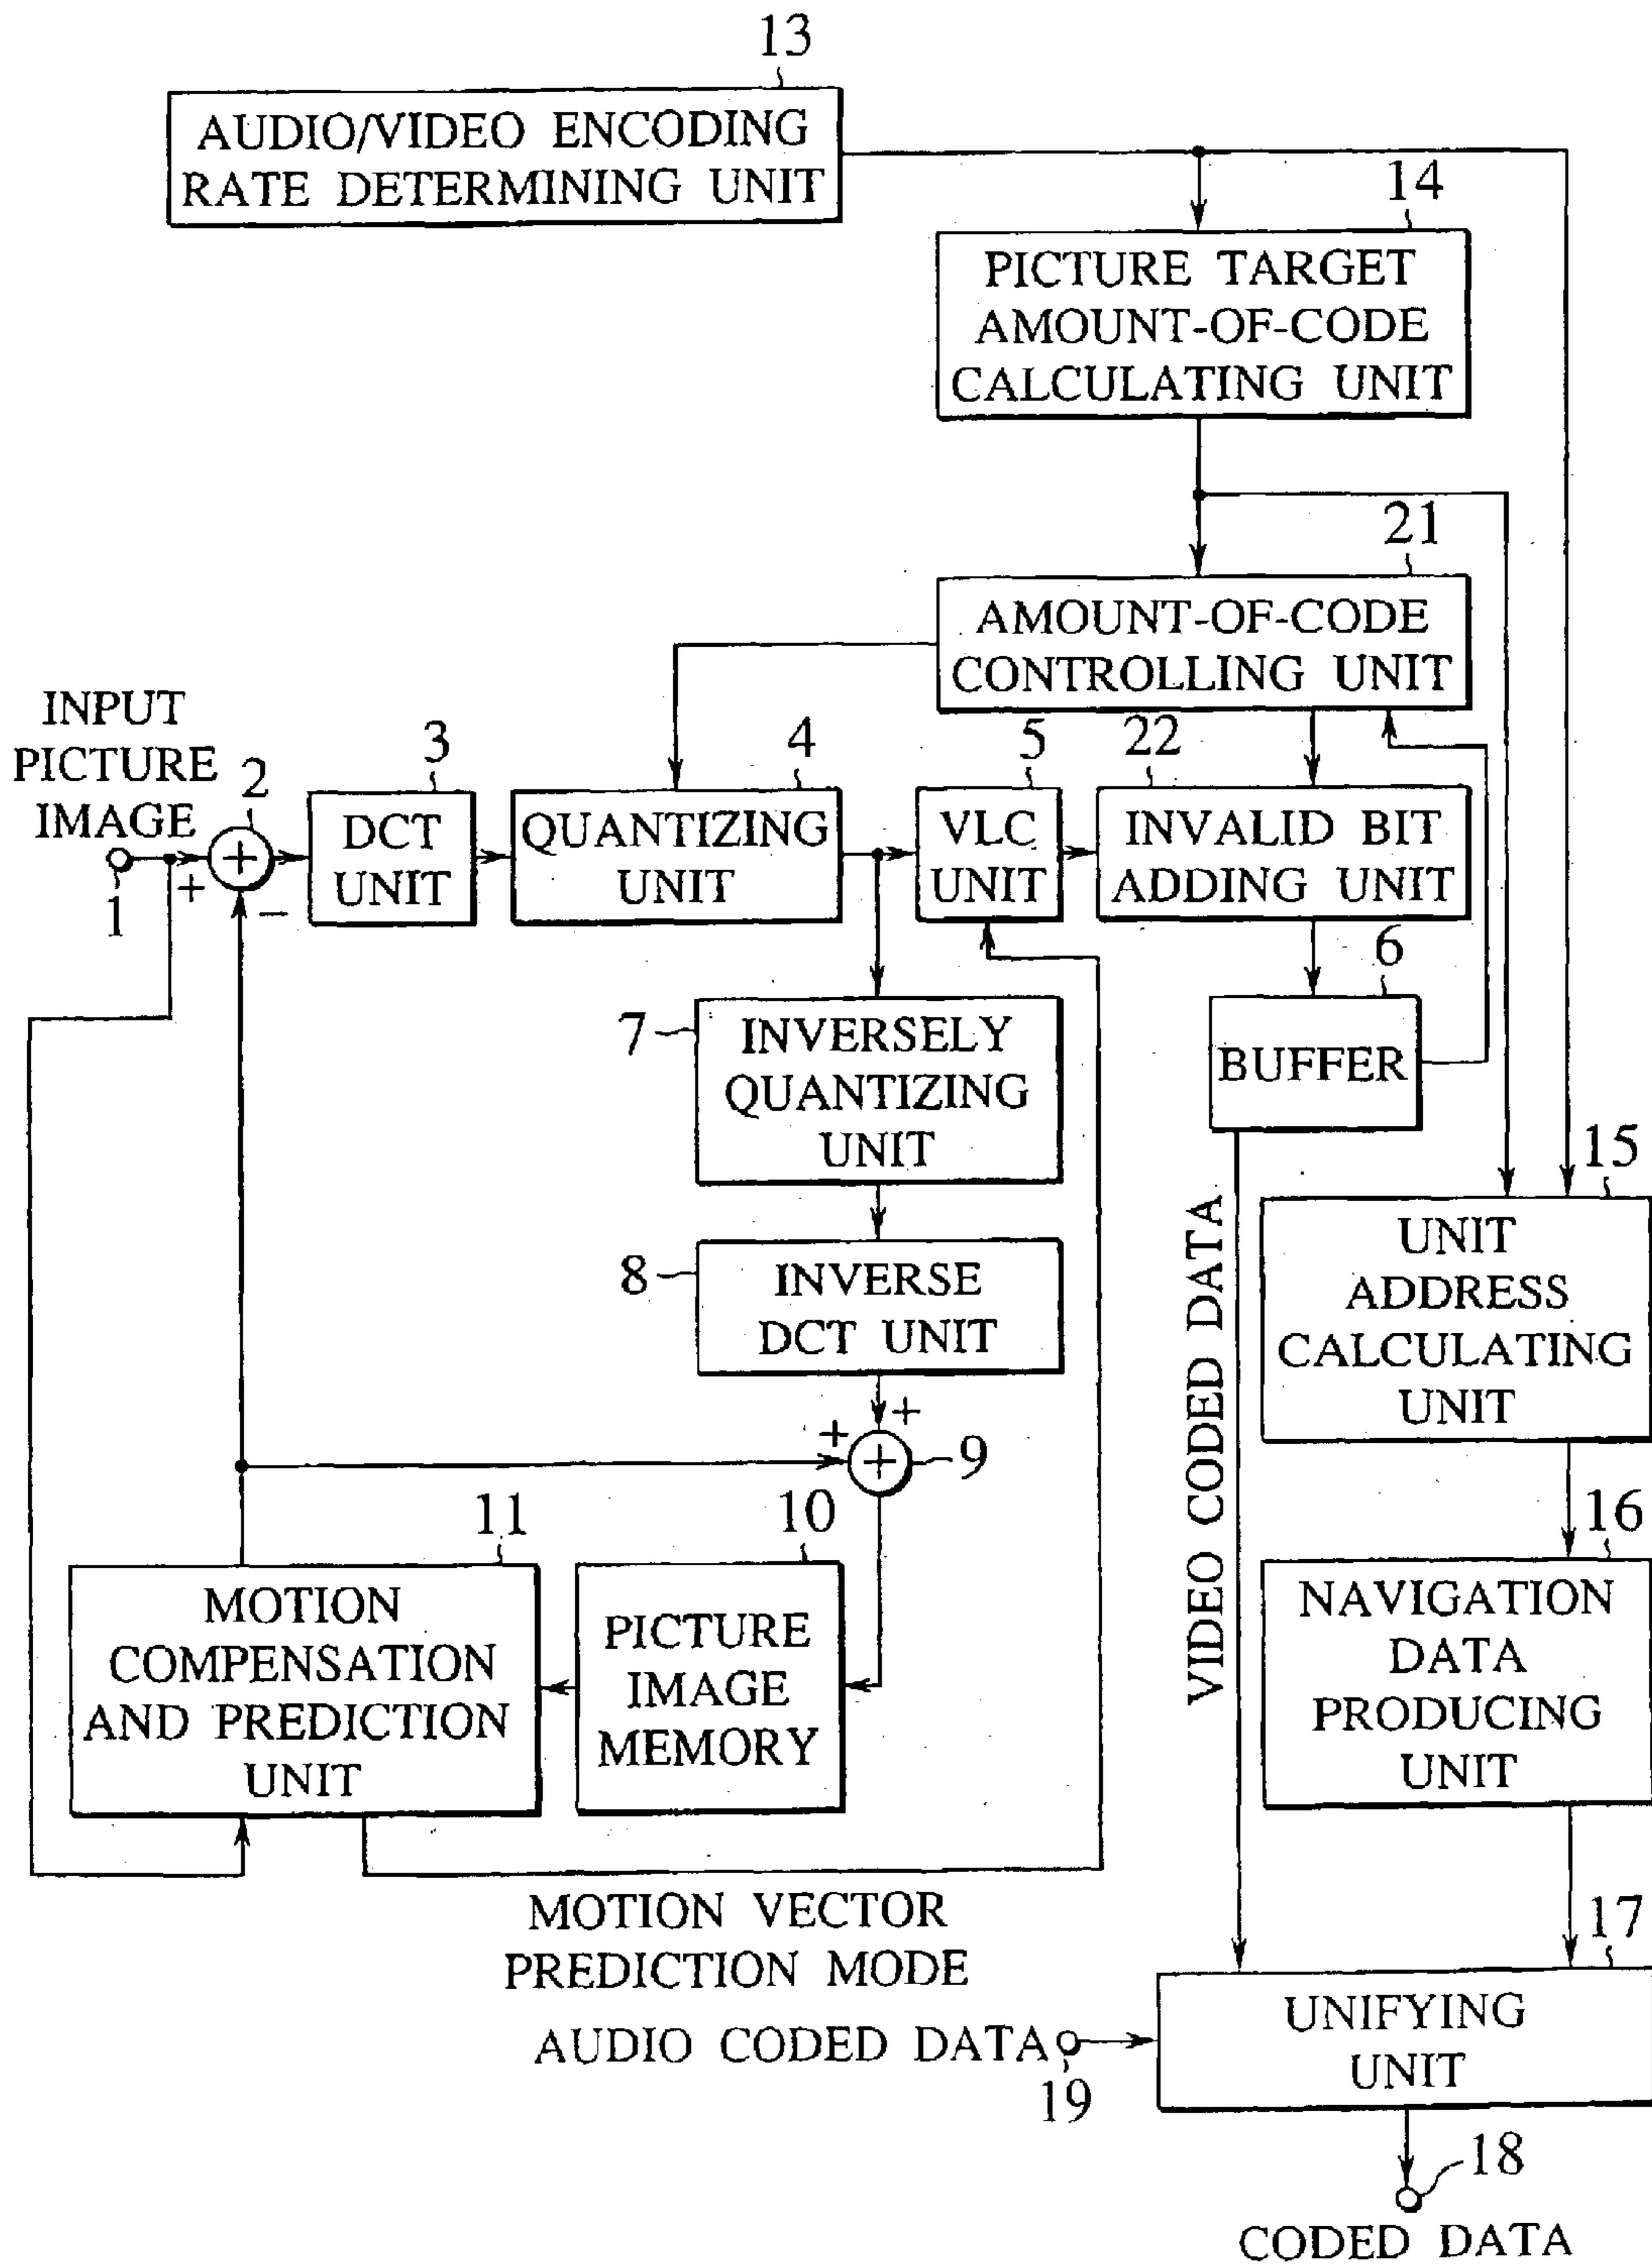 13
AUDIO/VIDEO ENCODING
RATE DETERMINING UNIT
14
PICTURE TARGET
AMOUNT-OF-CODE
CALCULATING UNIT
21
AMOUNT-OF-CODE
CONTROLLING UNIT
INPUT
PICTURE
IMAGE
1
+
-
2
+
3
DCT
UNIT
4
QUANTIZING
UNIT
5
VLC
UNIT
22
INVALID BIT
ADDING UNIT
6
BUFFER
7
INVERSELY
QUANTIZING
UNIT
8
INVERSE
DCT UNIT
+
+
+
9
10
PICTURE
IMAGE
MEMORY
11
MOTION
COMPENSATION
AND PREDICTION
UNIT
MOTION VECTOR
PREDICTION MODE
VIDEO CODED DATA
15
UNIT
ADDRESS
CALCULATING
UNIT
16
NAVIGATION
DATA
PRODUCING
UNIT
17
UNIFYING
UNIT
AUDIO CODED DATA
19
18
CODED DATA